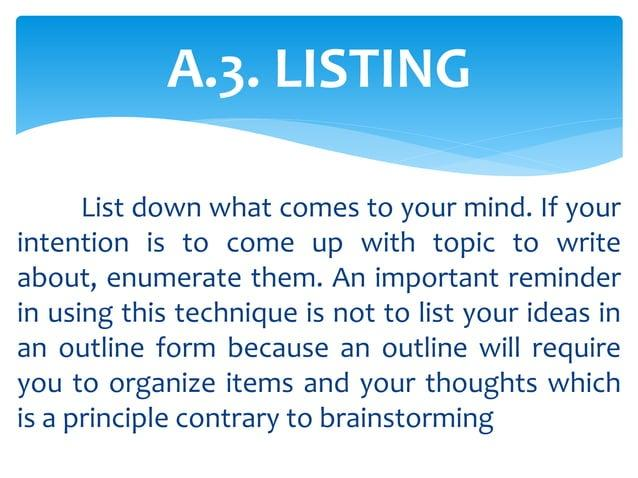 A.3. LISTING
List down what comes to your mind. If your
intention is to come up with topic to write
about, enumerate them. An important reminder
in using this technique is not to list your ideas in
an outline form because an outline will require
you to organize items and your thoughts which
is a principle contrary to brainstorming